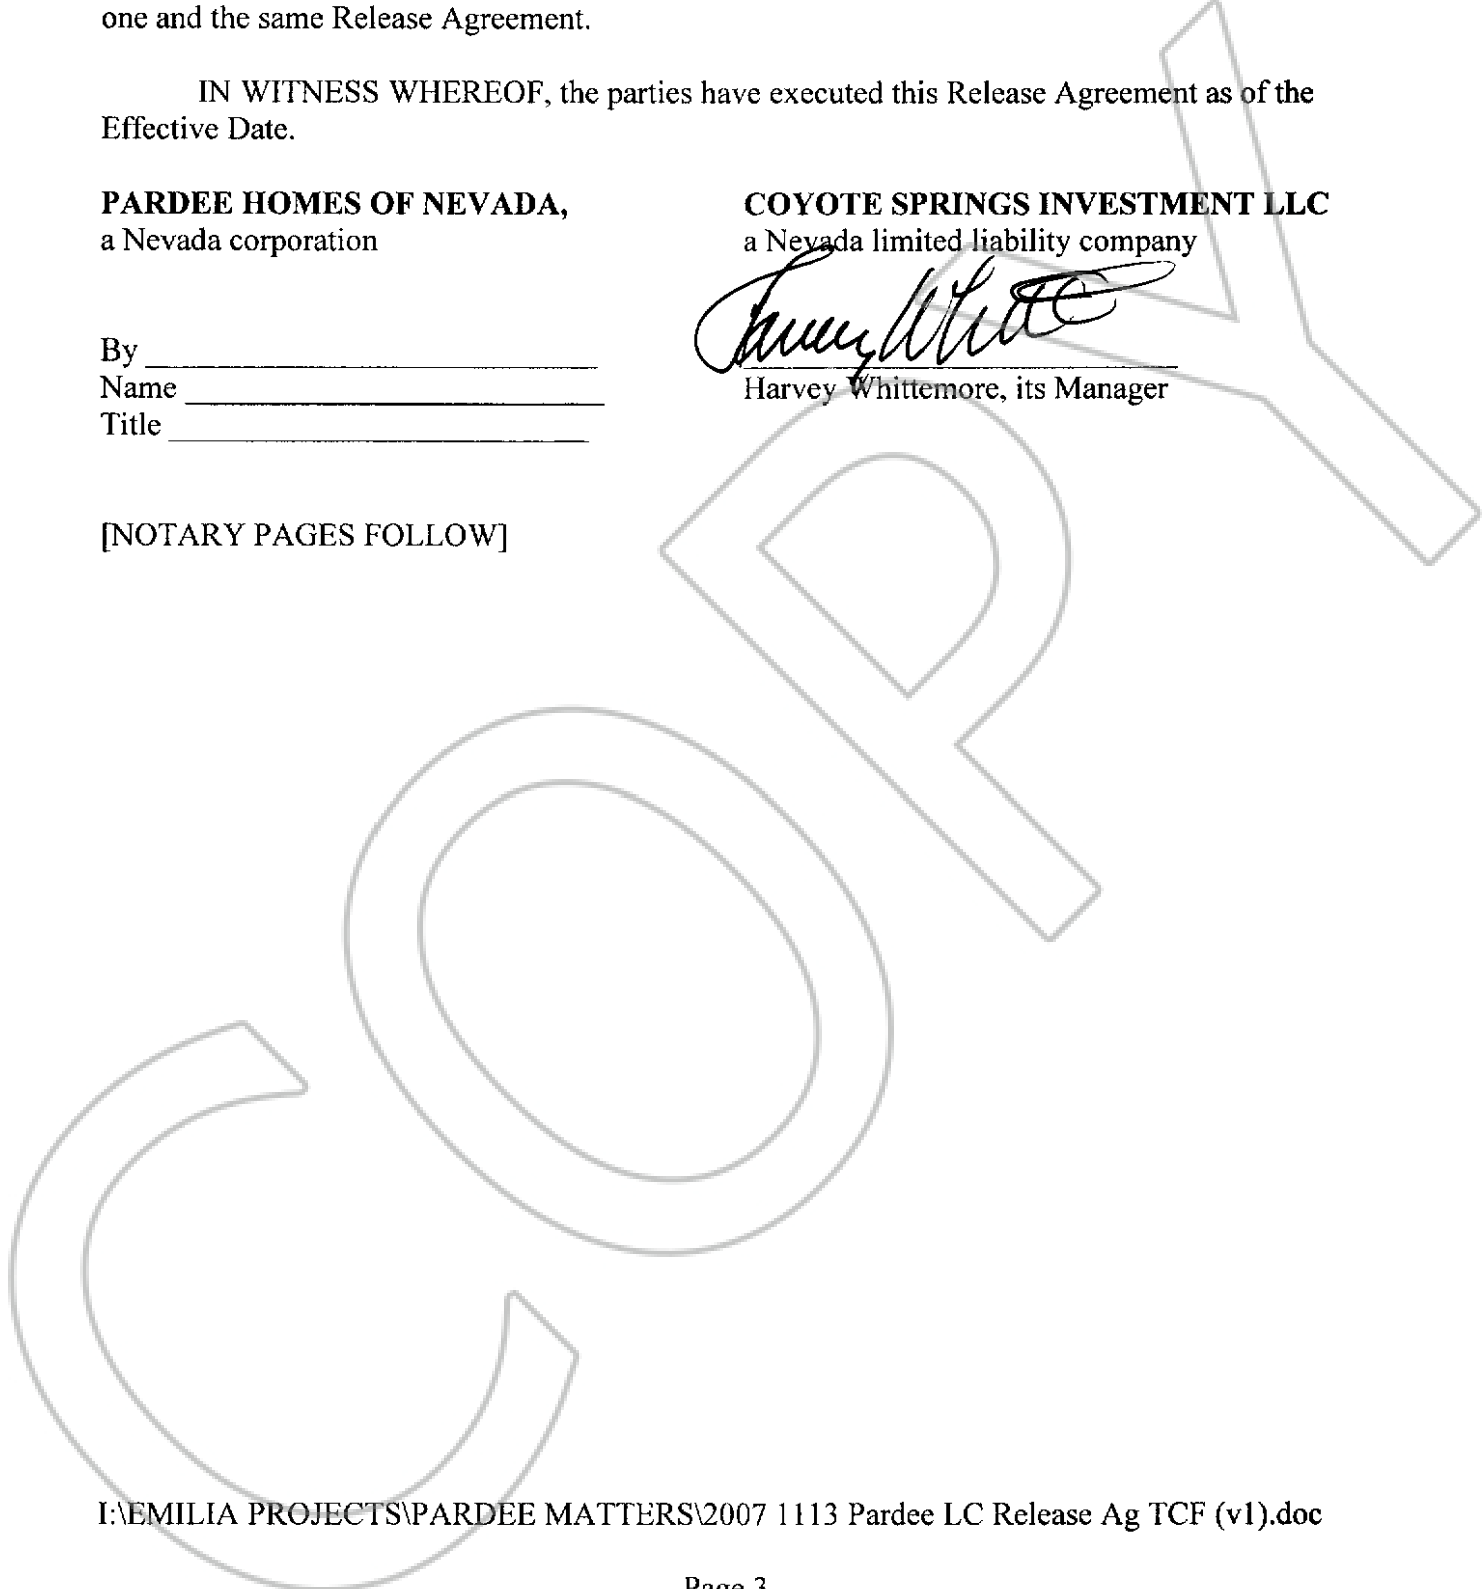 one and the same Release Agreement.
IN WITNESS WHEREOF, the parties have executed this Release Agreement as of the
Effective Date.
PARDEE HOMES OF NEVADA,
a Nevada corporation
By
Name
Title
COYOTE SPRINGS INVESTMENT LLC
a Nevada limited liability company
Harvey Whittemore, its Manager
[NOTARY PAGES FOLLOW]
COPY
I:\EMILIA PROJECTS\PARDEE MATTERS\2007 1113 Pardee LC Release Ag TCF (v1).doc
Page 3